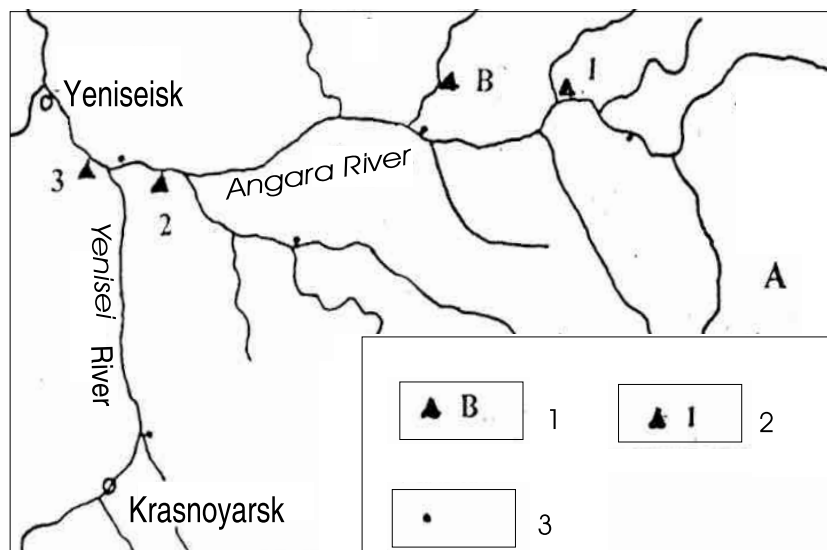 B
1
Yeniseisk
3
2
Angara River
A
Yenisei
River
B
1
1
2
3
Krasnoyarsk